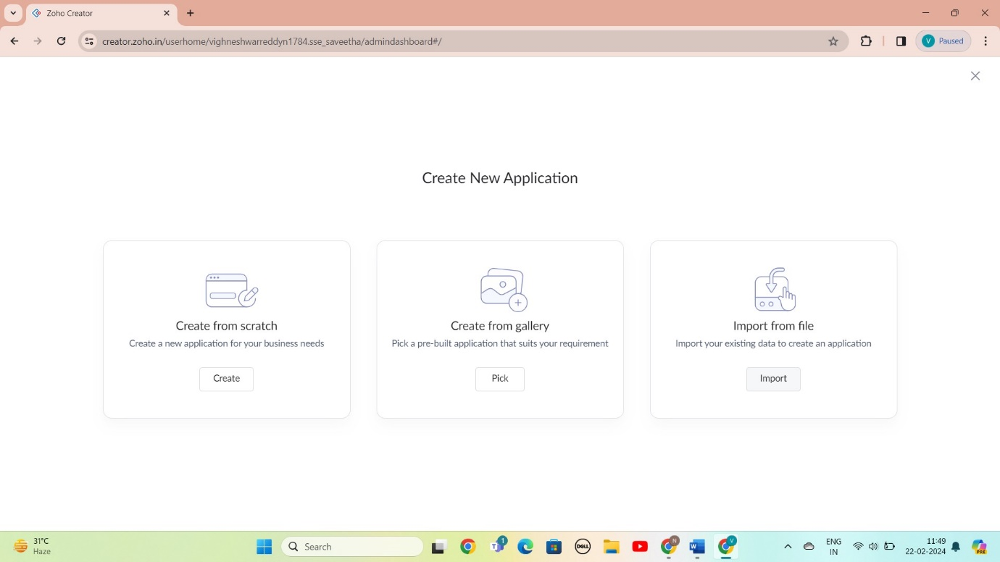 Zoho Creator
creator.zoho.in/userhome/vighneshwarreddyn1784.sse_saveetha/admindashboard#/
V
Paused
Create New Application
Create from scratch
Create a new application for your business needs
Create
Create from gallery
Pick a pre-built application that suits your requirement
Pick
Import from file
Import your existing data to create an application
Import
31°C
Haze
Search
1
DELL
N
V
ENG
IN
11:49
22-02-2024
PRE